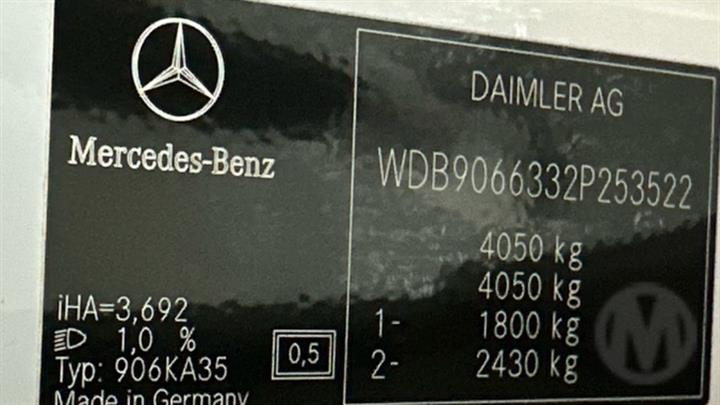 Mercedes-Benz
iHA=3,692
1,0 %
Typ: 906KA35
Made in Germany
0,5
DAIMLER AG
WDB9066332P253522
4050 kg
4050 kg
1- 1800 kg
2- 2430 kg
M